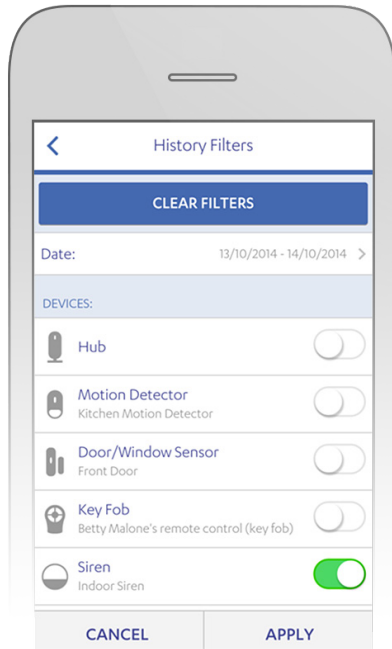 History Filters
CLEAR FILTERS
Date: 13/10/2014 - 14/10/2014
DEVICES:
Hub
Motion Detector
Kitchen Motion Detector
Door/Window Sensor
Front Door
Key Fob
Betty Malone's remote control (key fob)
Siren
Indoor Siren
CANCEL APPLY